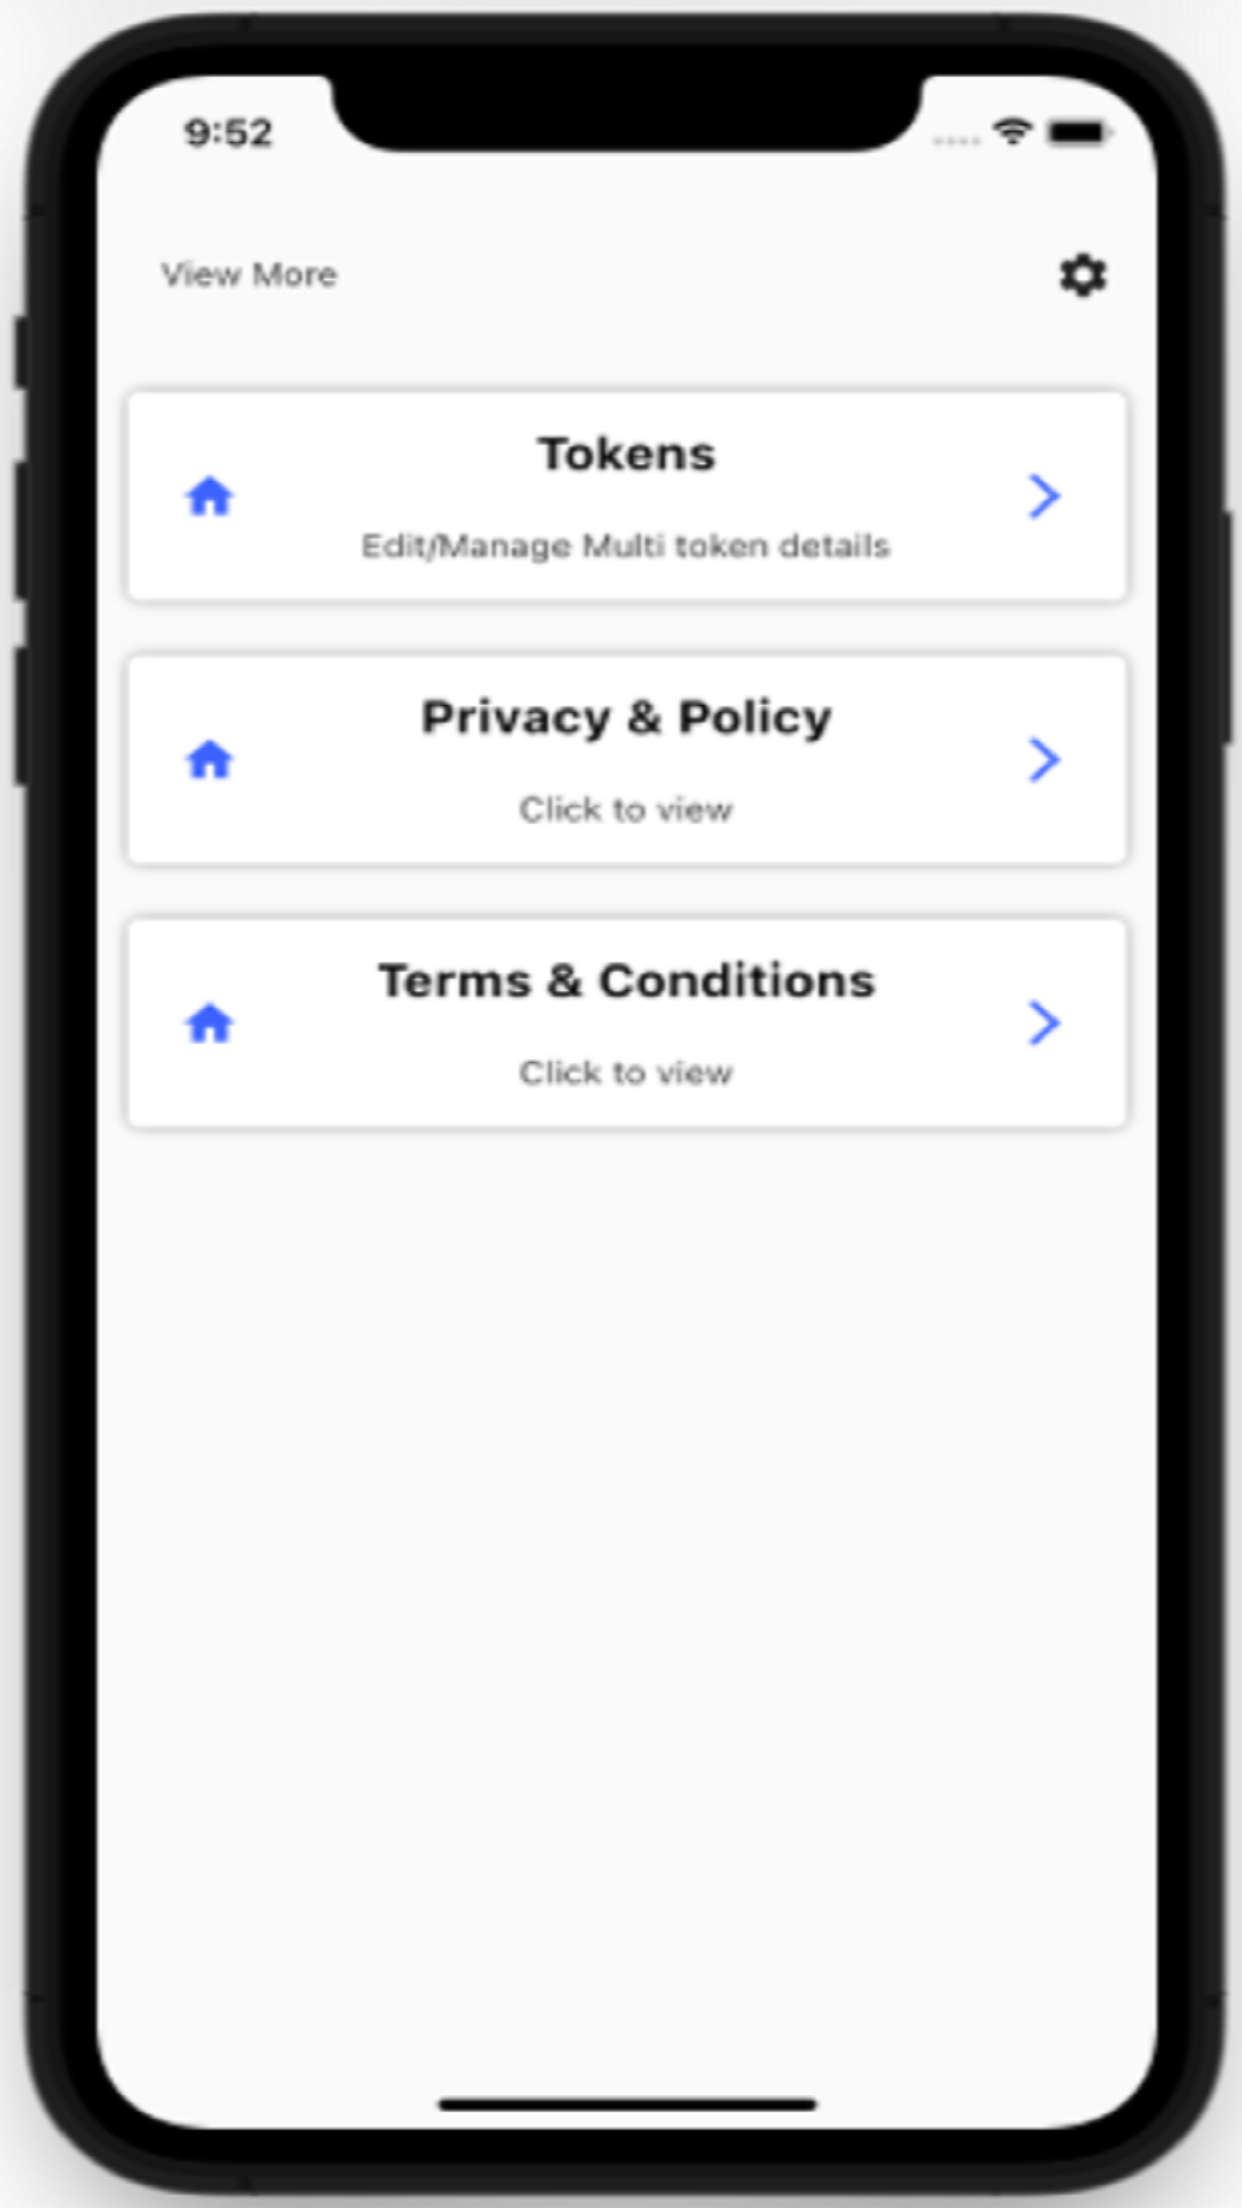 9:52
View More
Tokens
Edit/Manage Multi token details
Privacy & Policy
Click to view
Terms & Conditions
Click to view